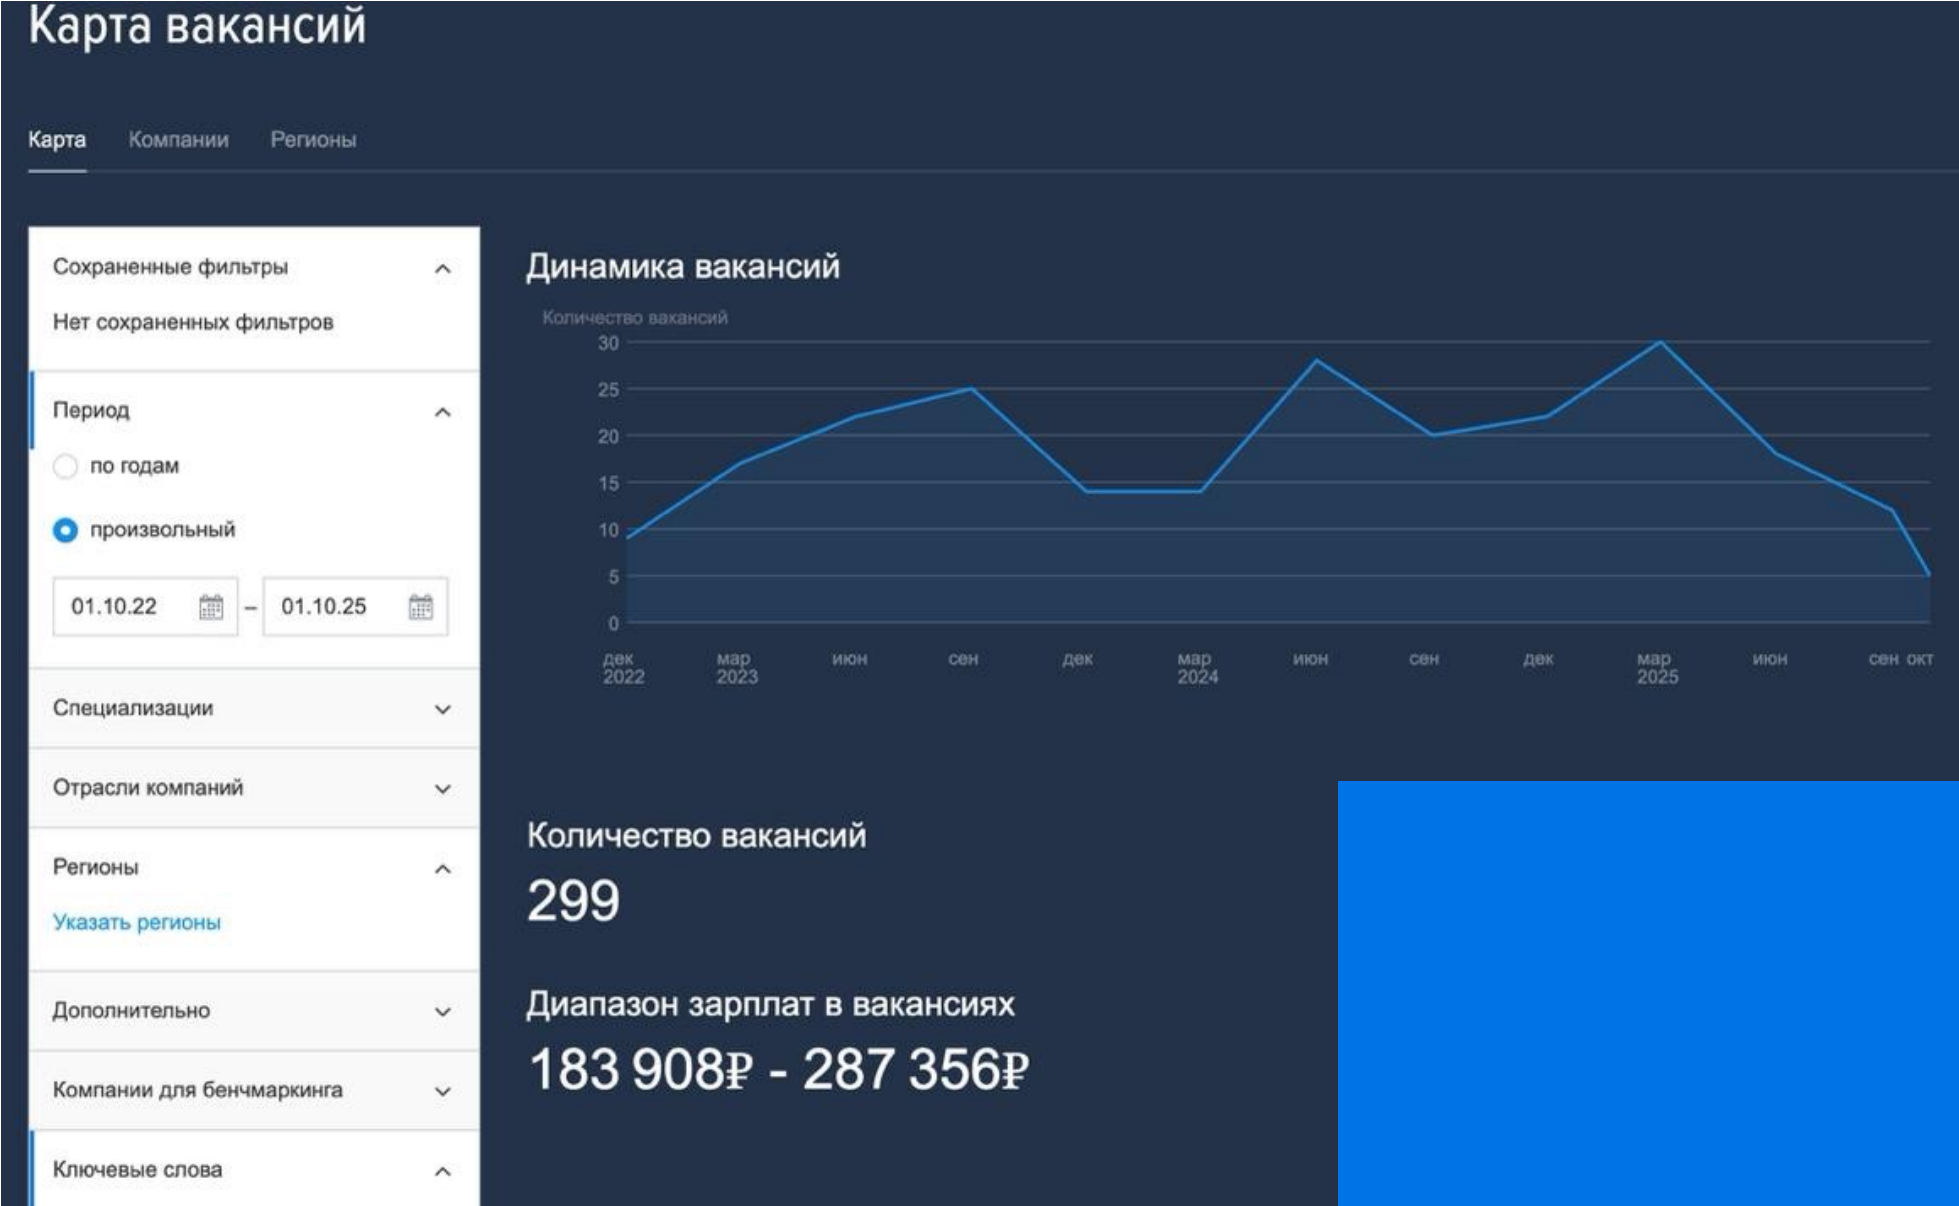 Карта вакансий
Карта Компании Регионы
Сохраненные фильтры
Нет сохраненных фильтров
Период
по годам
произвольный
01.10.22 – 01.10.25
Специализации
Отрасли компаний
Регионы
Указать регионы
Дополнительно
Компании для бенчмаркинга
Ключевые слова
Динамика вакансий
Количество вакансий
30
25
20
15
10
5
0
дек мар июн сен дек мар июн сен дек мар июн сен окт
2022 2023 2024 2025
Количество вакансий
299
Диапазон зарплат в вакансиях
183 908₽ - 287 356₽